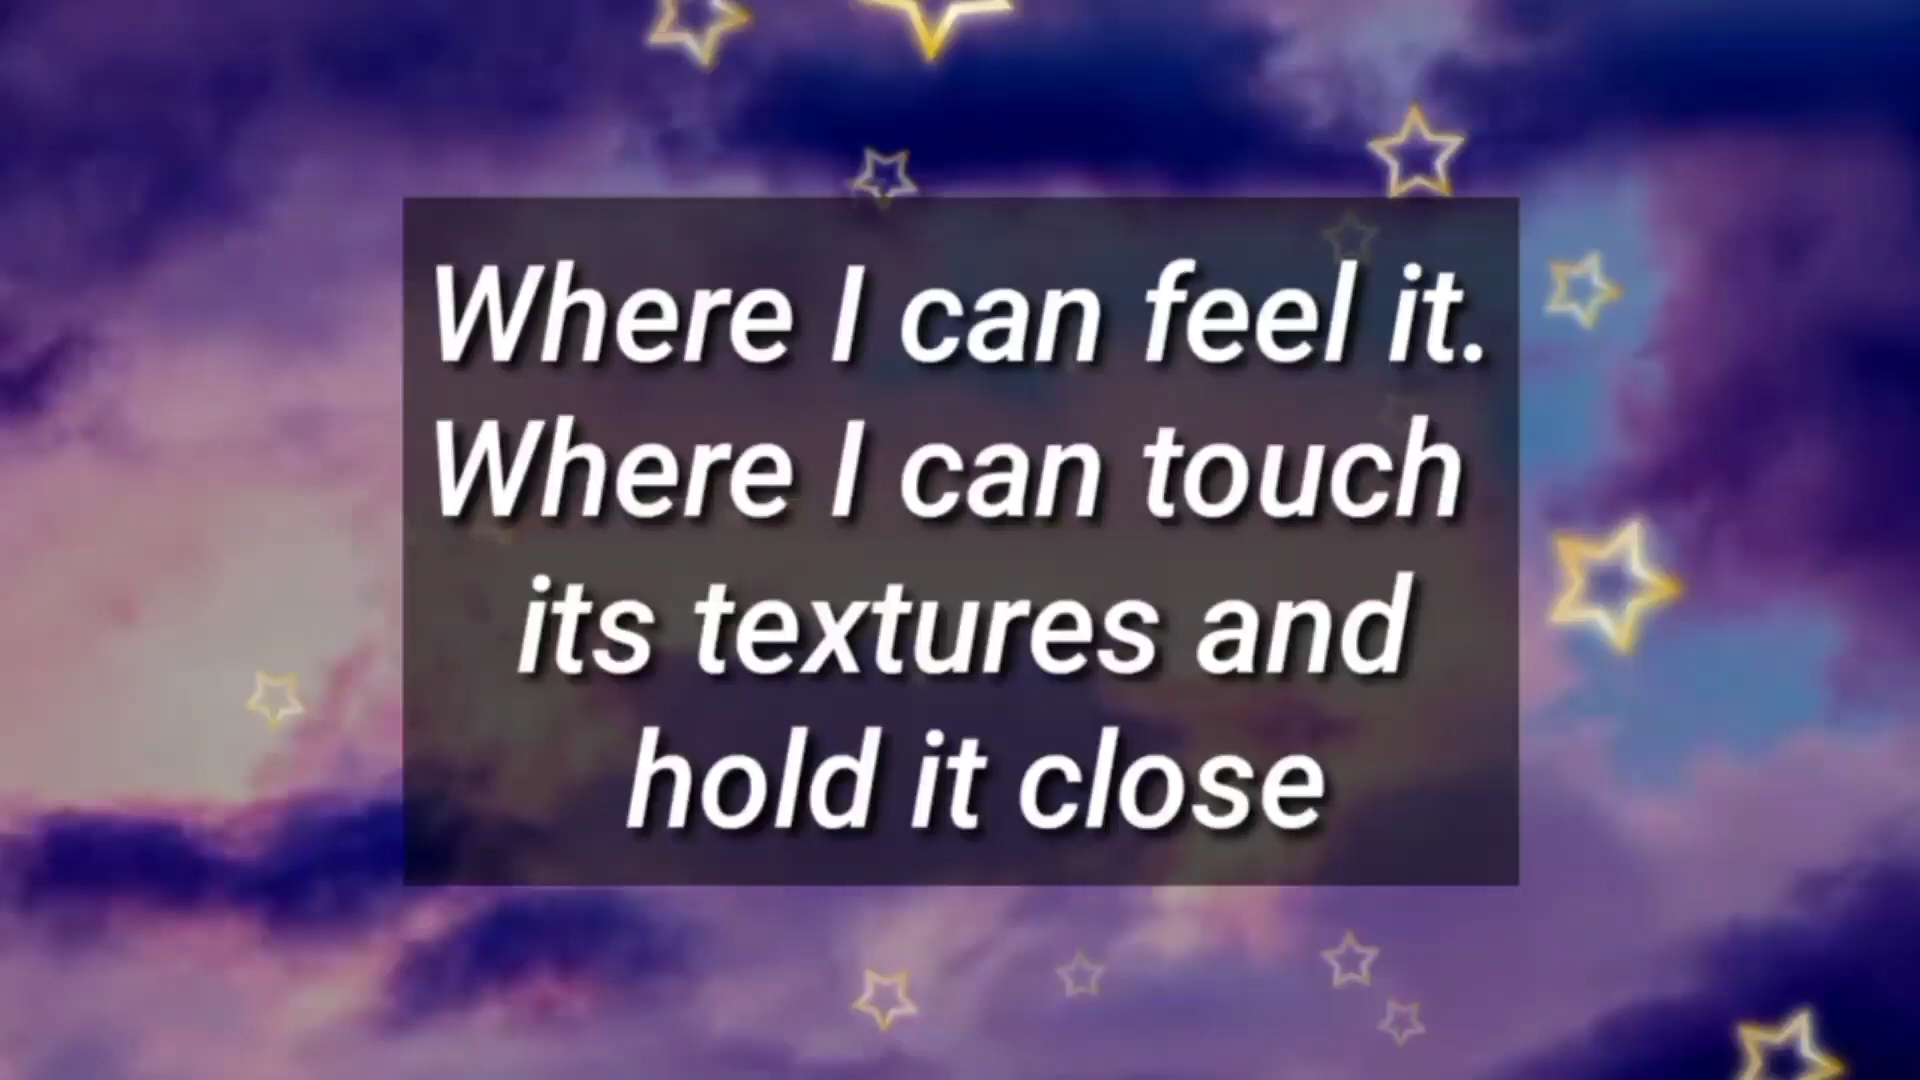 Where I can feel it.
Where I can touch
its textures and
hold it close